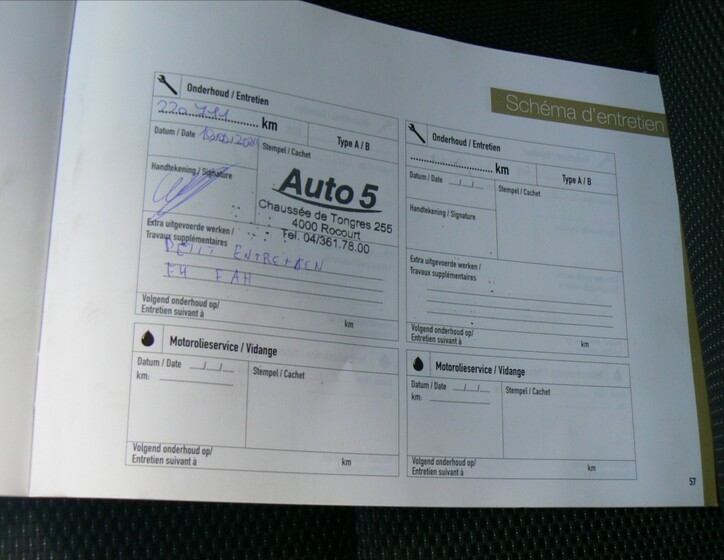 Schéma d'entretien
Onderhoud / Entretien
km
Type A / B
Datum / Date
Stempel / Cachet
Handtekening / Signature
Auto 5
Chaussée de Tongres 255
4000 Rocourt
Tel. 04/361.78.00
Extra uitgevoerde werken /
Travaux supplémentaires
PETIT ENTRETIEN
FH FAH
Volgend onderhoud op/
Entretien suivant à
km
Onderhoud / Entretien
km
Type A / B
Datum / Date
Stempel / Cachet
Handtekening / Signature
Extra uitgevoerde werken /
Travaux supplémentaires
Volgend onderhoud op/
Entretien suivant à
km
Motorolieservice / Vidange
Datum / Date
Stempel / Cachet
km:
Volgend onderhoud op/
Entretien suivant à
km
Motorolieservice / Vidange
Datum / Date
Stempel / Cachet
km:
Volgend onderhoud op/
Entretien suivant à
km
57